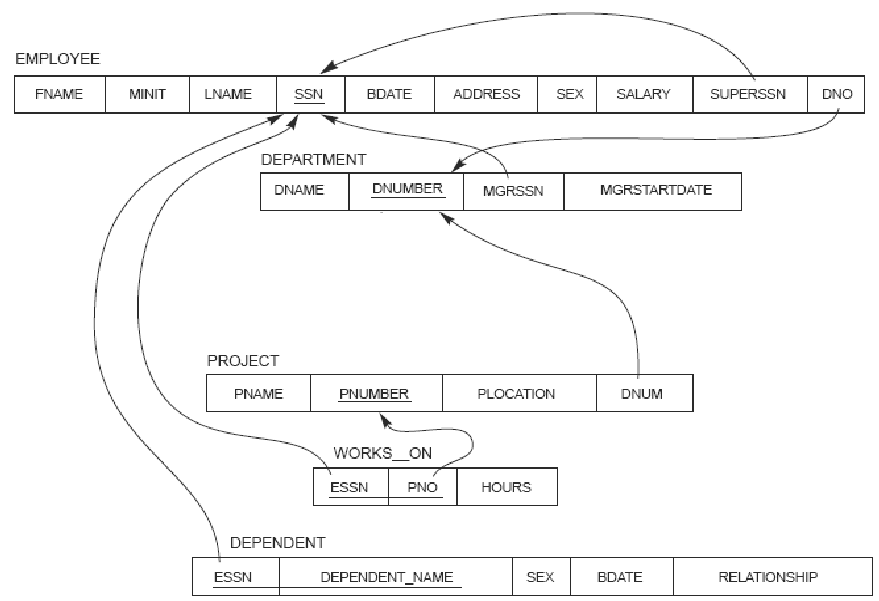 EMPLOYEE
FNAME MINIT LNAME SSN BDATE ADDRESS SEX SALARY SUPERSSN DNO
DEPARTMENT
DNAME DNUMBER MGRSSN MGRSTARTDATE
PROJECT
PNAME PNUMBER PLOCATION DNUM
WORKS__ON
ESSN PNO HOURS
DEPENDENT
ESSN DEPENDENT_NAME SEX BDATE RELATIONSHIP